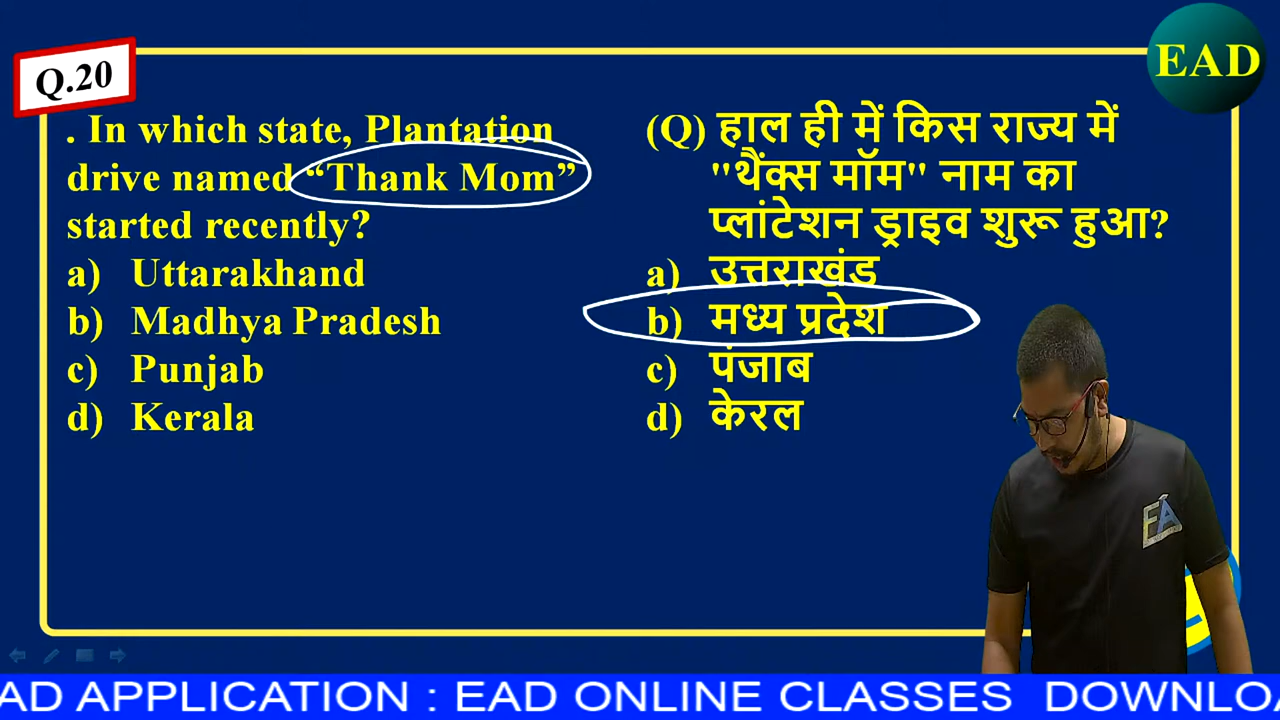 Q.20
EAD
. In which state, Plantation
drive named “Thank Mom”
started recently?
a) Uttarakhand
b) Madhya Pradesh
c) Punjab
d) Kerala
(Q) हाल ही में किस राज्य में
"थैंक्स मॉम" नाम का
प्लांटेशन ड्राइव शुरू हुआ?
a) उत्तराखंड
b) मध्य प्रदेश
c) पंजाब
d) केरल
EA
AD APPLICATION : EAD ONLINE CLASSES DOWNLO